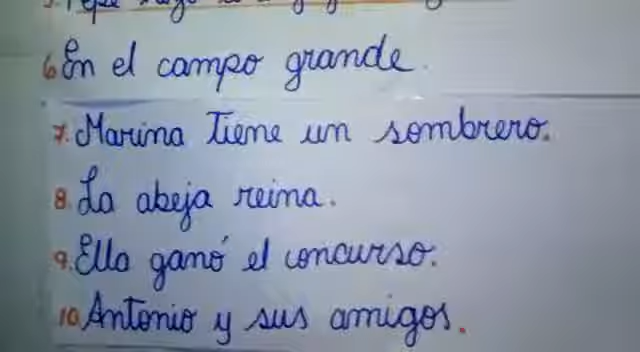 6. En el campo grande.
7. Marina Tiene un sombrero.
8. La abeja reina.
9. Ella ganó el concurso.
10. Antonio y sus amigos.